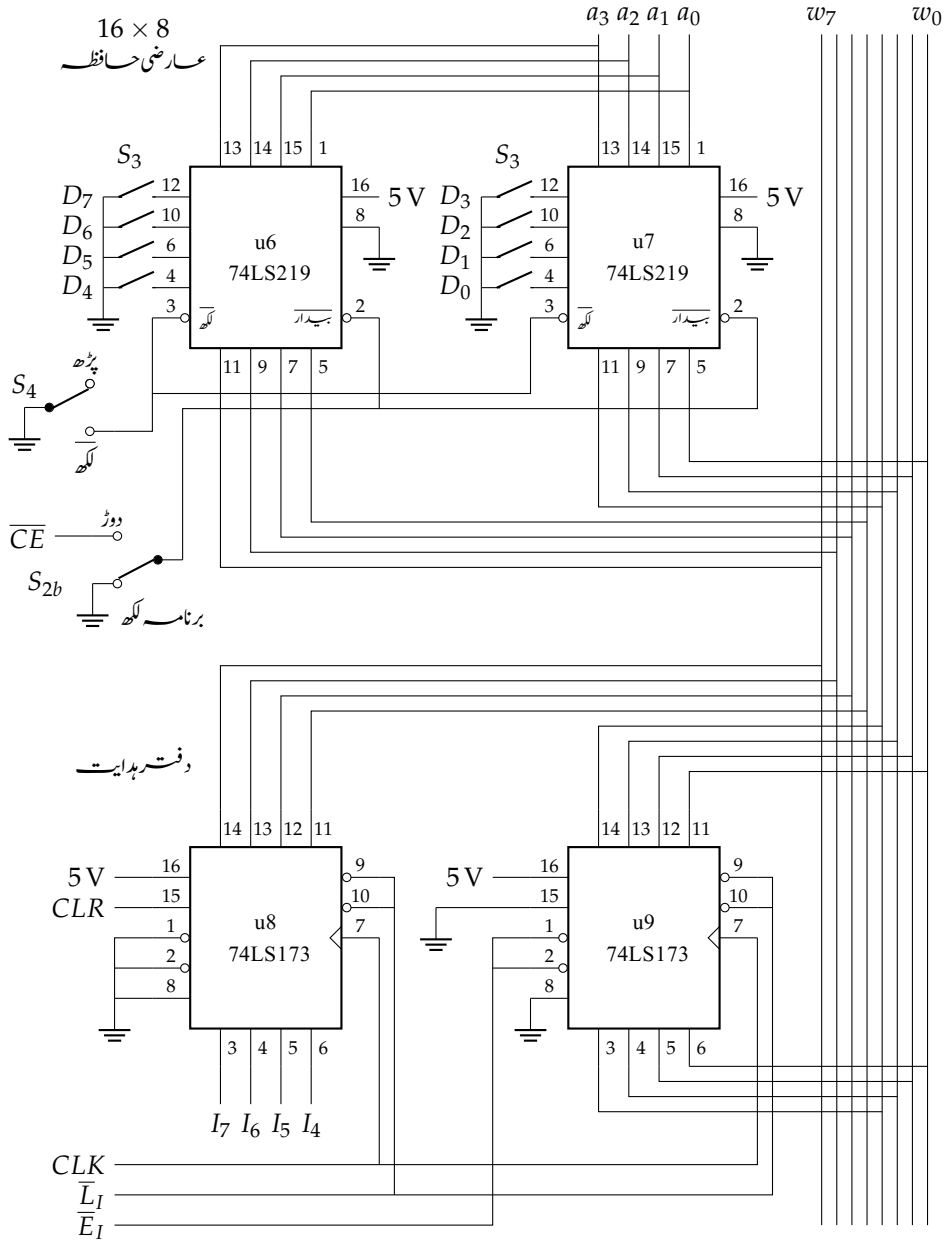 a₃ a₂ a₁ a₀ w₇ w₀
16 × 8
عارضی حافظہ
13 14 15 1
13 14 15 1
S₃
D₇ 12
D₆ 10
D₅ 6
D₄ 4
3
u6
74LS219
16 5 V
8
لکھ بیدار 2
11 9 7 5
S₃
D₃ 12
D₂ 10
D₁ 6
D₀ 4
3
u7
74LS219
16 5 V
8
لکھ بیدار 2
11 9 7 5
پڑھ
S₄
لکھ
دوڑ
CE
S₂b
برنامہ لکھ
دفتر ہدایت
14 13 12 11
14 13 12 11
5 V 16
CLR 15
1
2
8
u8
74LS173
9
10
7
3 4 5 6
I₇ I₆ I₅ I₄
5 V 16
15
1
2
8
u9
74LS173
9
10
7
3 4 5 6
CLK
L̅I
E̅I